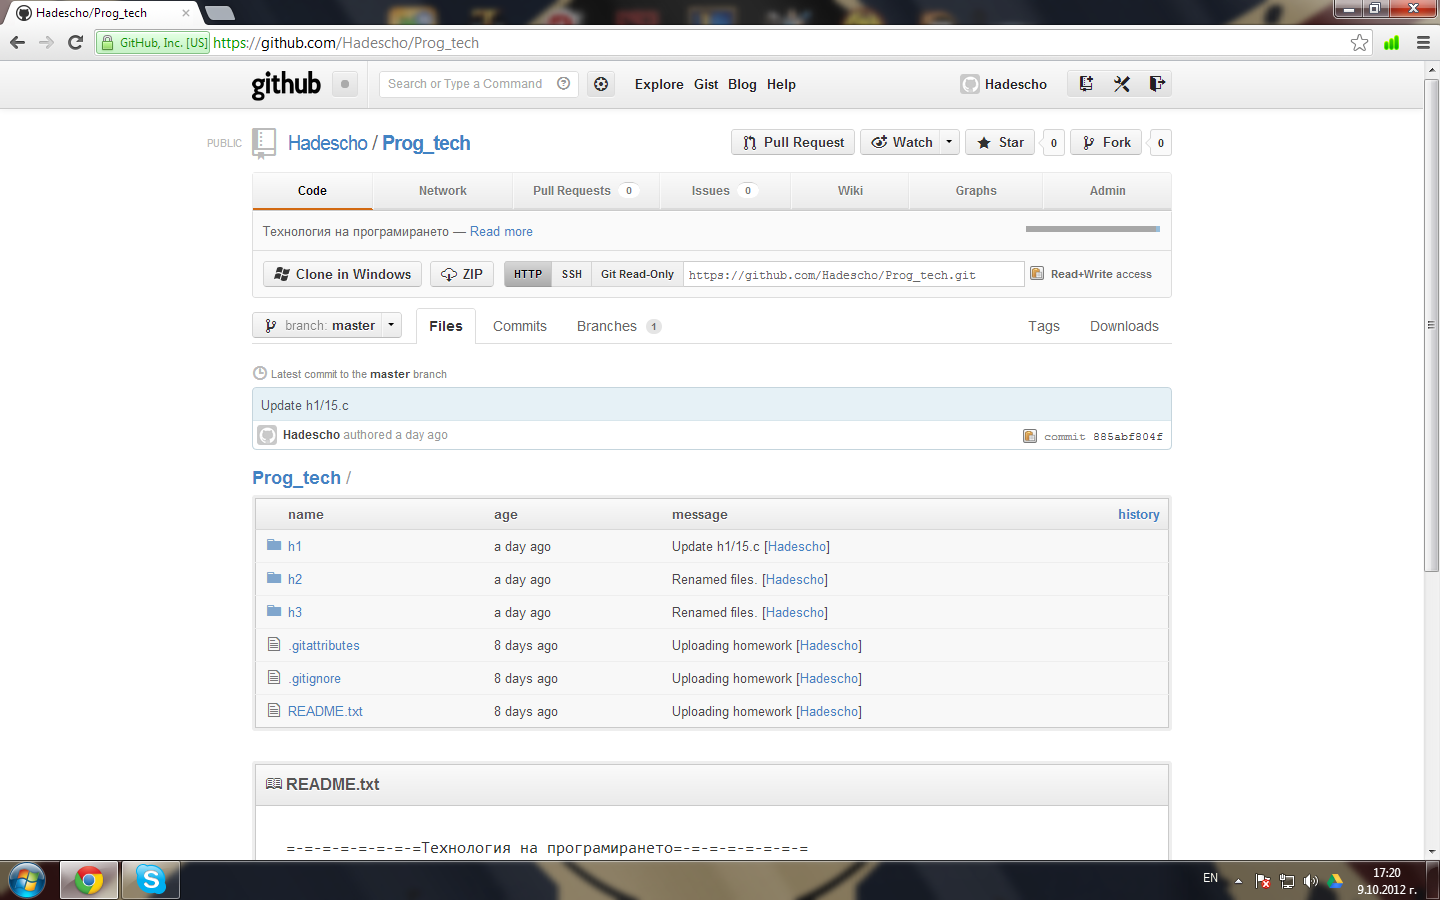 Hadescho/Prog_tech
GitHub, Inc. [US] https://github.com/Hadescho/Prog_tech
github Search or Type a Command Explore Gist Blog Help Hadescho
PUBLIC Hadescho / Prog_tech Pull Request Watch Star 0 Fork 0
Code Network Pull Requests 0 Issues 0 Wiki Graphs Admin
Технология на програмирането — Read more
Clone in Windows ZIP HTTP SSH Git Read-Only https://github.com/Hadescho/Prog_tech.git Read+Write access
branch: master Files Commits Branches 1 Tags Downloads
Latest commit to the master branch
Update h1/15.c
Hadescho authored a day ago commit 885abf804f
Prog_tech /
name age message history
h1 a day ago Update h1/15.c [Hadescho]
h2 a day ago Renamed files. [Hadescho]
h3 a day ago Renamed files. [Hadescho]
.gitattributes 8 days ago Uploading homework [Hadescho]
.gitignore 8 days ago Uploading homework [Hadescho]
README.txt 8 days ago Uploading homework [Hadescho]
README.txt
=-=-=-=-=-=-=-=Технология на програмирането=-=-=-=-=-=-=-=
EN 17:20
9.10.2012 г.